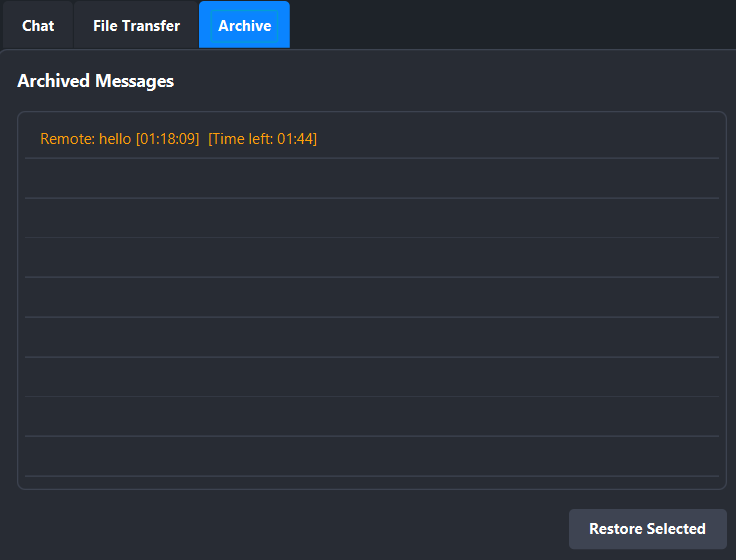 Chat File Transfer Archive
Archived Messages
Remote: hello [01:18:09] [Time left: 01:44]
Restore Selected